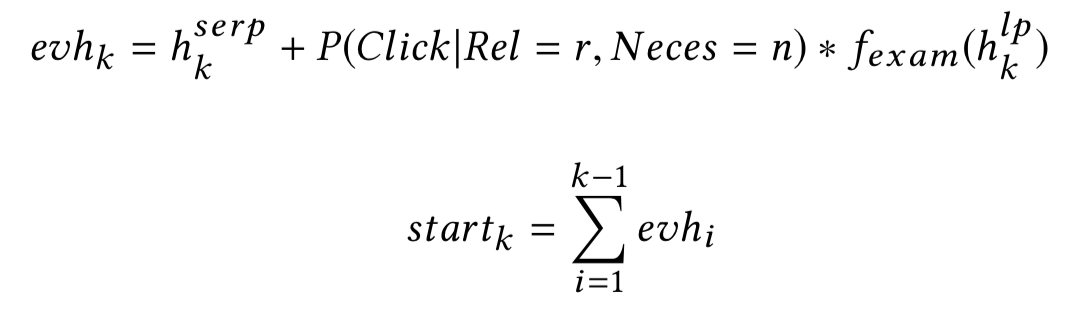 evh_k = h_k^{serp} + P(Click|Rel = r, Neces = n) * f_{exam}(h_k^{lp})
start_k = \sum_{i=1}^{k-1} evh_i